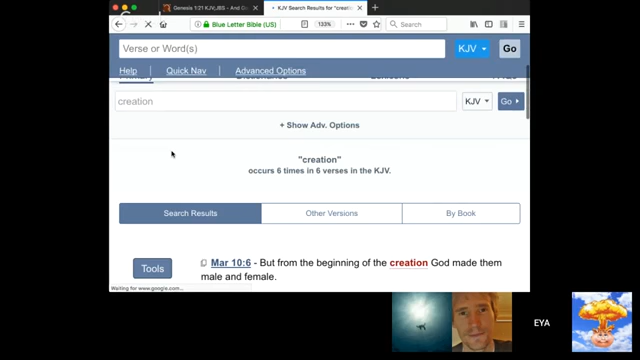 Genesis 1:21 KJV;JBS - And Go
KJV Search Results for "creatio
Blue Letter Bible (US)
133%
Verse or Word(s)
KJV
Go
Help
Quick Nav
Advanced Options
creation
KJV
Go
+ Show Adv. Options
"creation"
occurs 6 times in 6 verses in the KJV.
Search Results
Other Versions
By Book
Tools
Mar 10:6 - But from the beginning of the creation God made them
male and female.
Waiting for www.google.com...
EYA